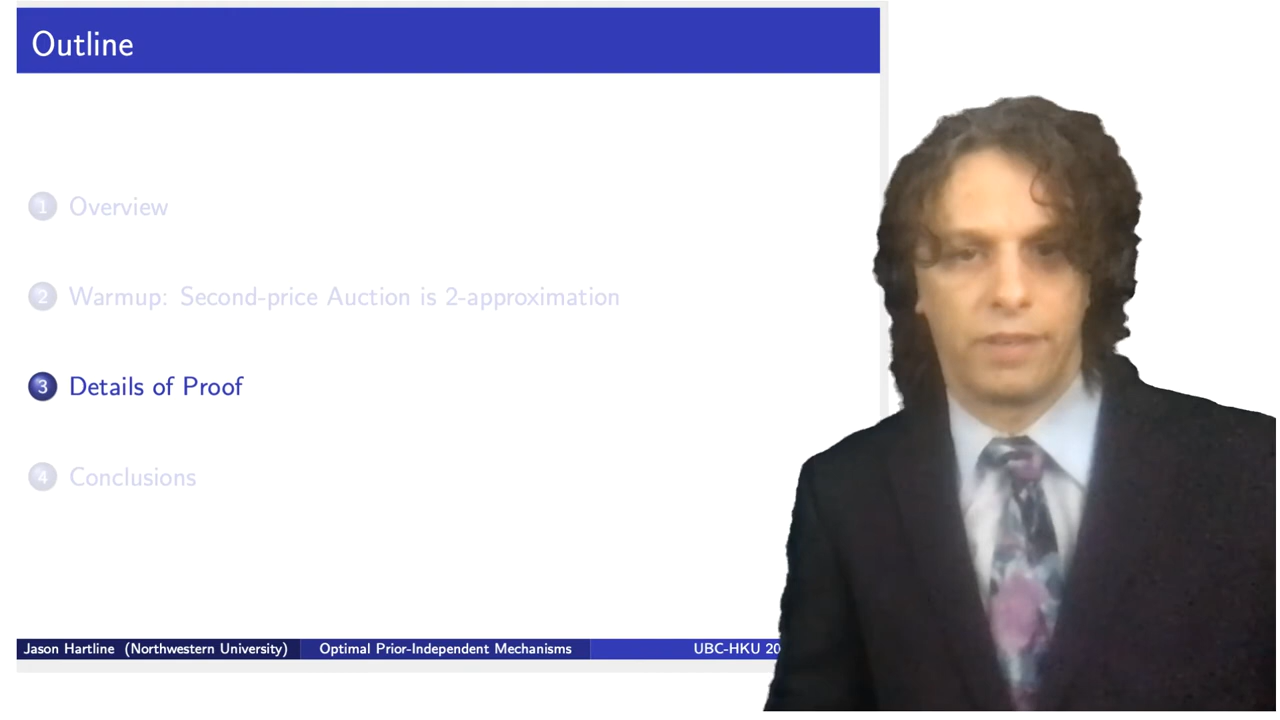 Outline
1 Overview
2 Warmup: Second-price Auction is 2-approximation
3 Details of Proof
4 Conclusions
Jason Hartline (Northwestern University) Optimal Prior-Independent Mechanisms UBC-HKU